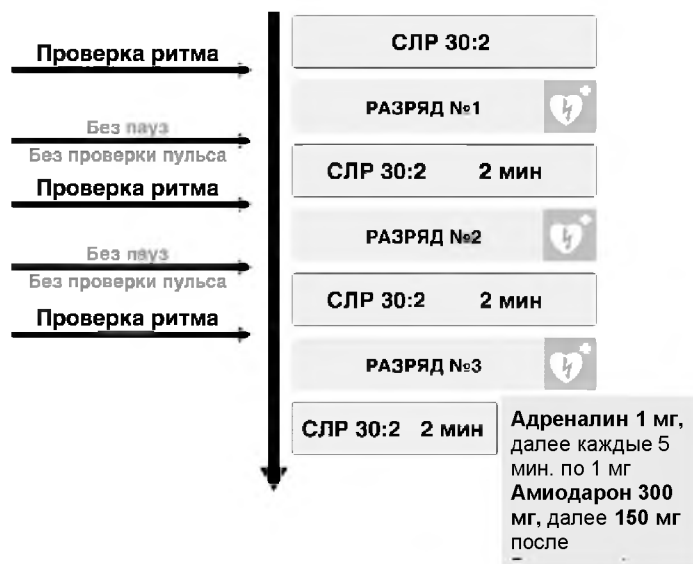 СЛР 30:2
Проверка ритма
РАЗРЯД №1
Без пауз
Без проверки пульса
СЛР 30:2 2 мин
Проверка ритма
РАЗРЯД №2
Без пауз
Без проверки пульса
СЛР 30:2 2 мин
Проверка ритма
РАЗРЯД №3
СЛР 30:2 2 мин
Адреналин 1 мг,
далее каждые 5
мин. по 1 мг
Амиодарон 300
мг, далее 150 мг
после